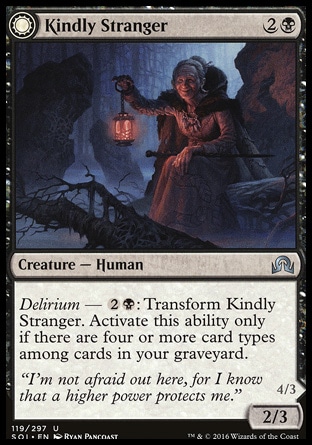 Kindly Stranger 2
Creature — Human
Delirium — 2: Transform Kindly
Stranger. Activate this ability only
if there are four or more card types
among cards in your graveyard.
“I’m not afraid out here, for I know
that a higher power protects me.”
4/3
2/3
119/297 U
SOI • EN Ryan Pancoast
™ & © 2016 Wizards of the Coast